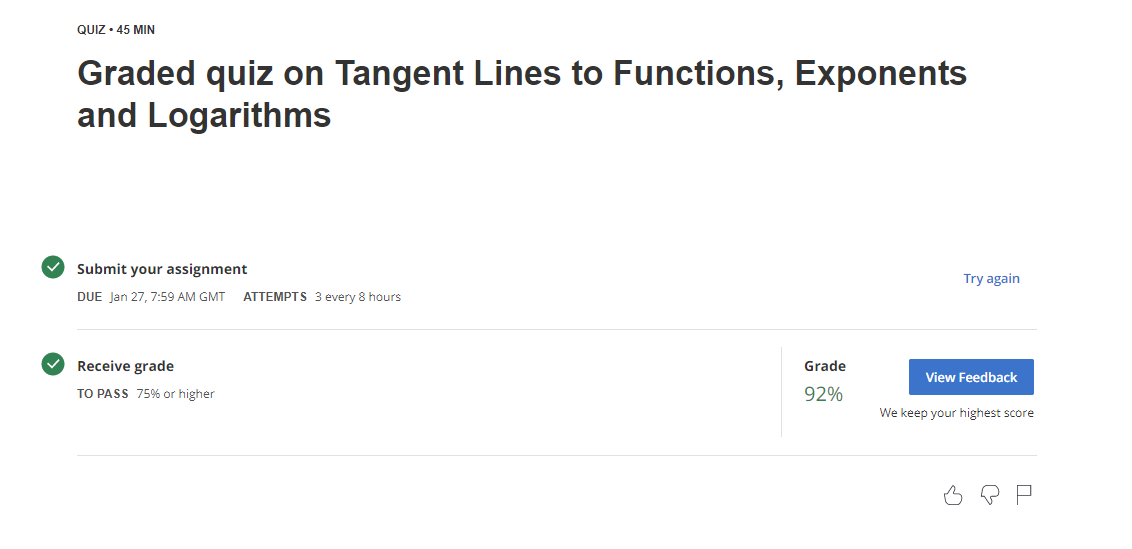 QUIZ • 45 MIN
Graded quiz on Tangent Lines to Functions, Exponents
and Logarithms
Submit your assignment
DUE Jan 27, 7:59 AM GMT ATTEMPTS 3 every 8 hours
Try again
Receive grade
TO PASS 75% or higher
Grade
92%
View Feedback
We keep your highest score